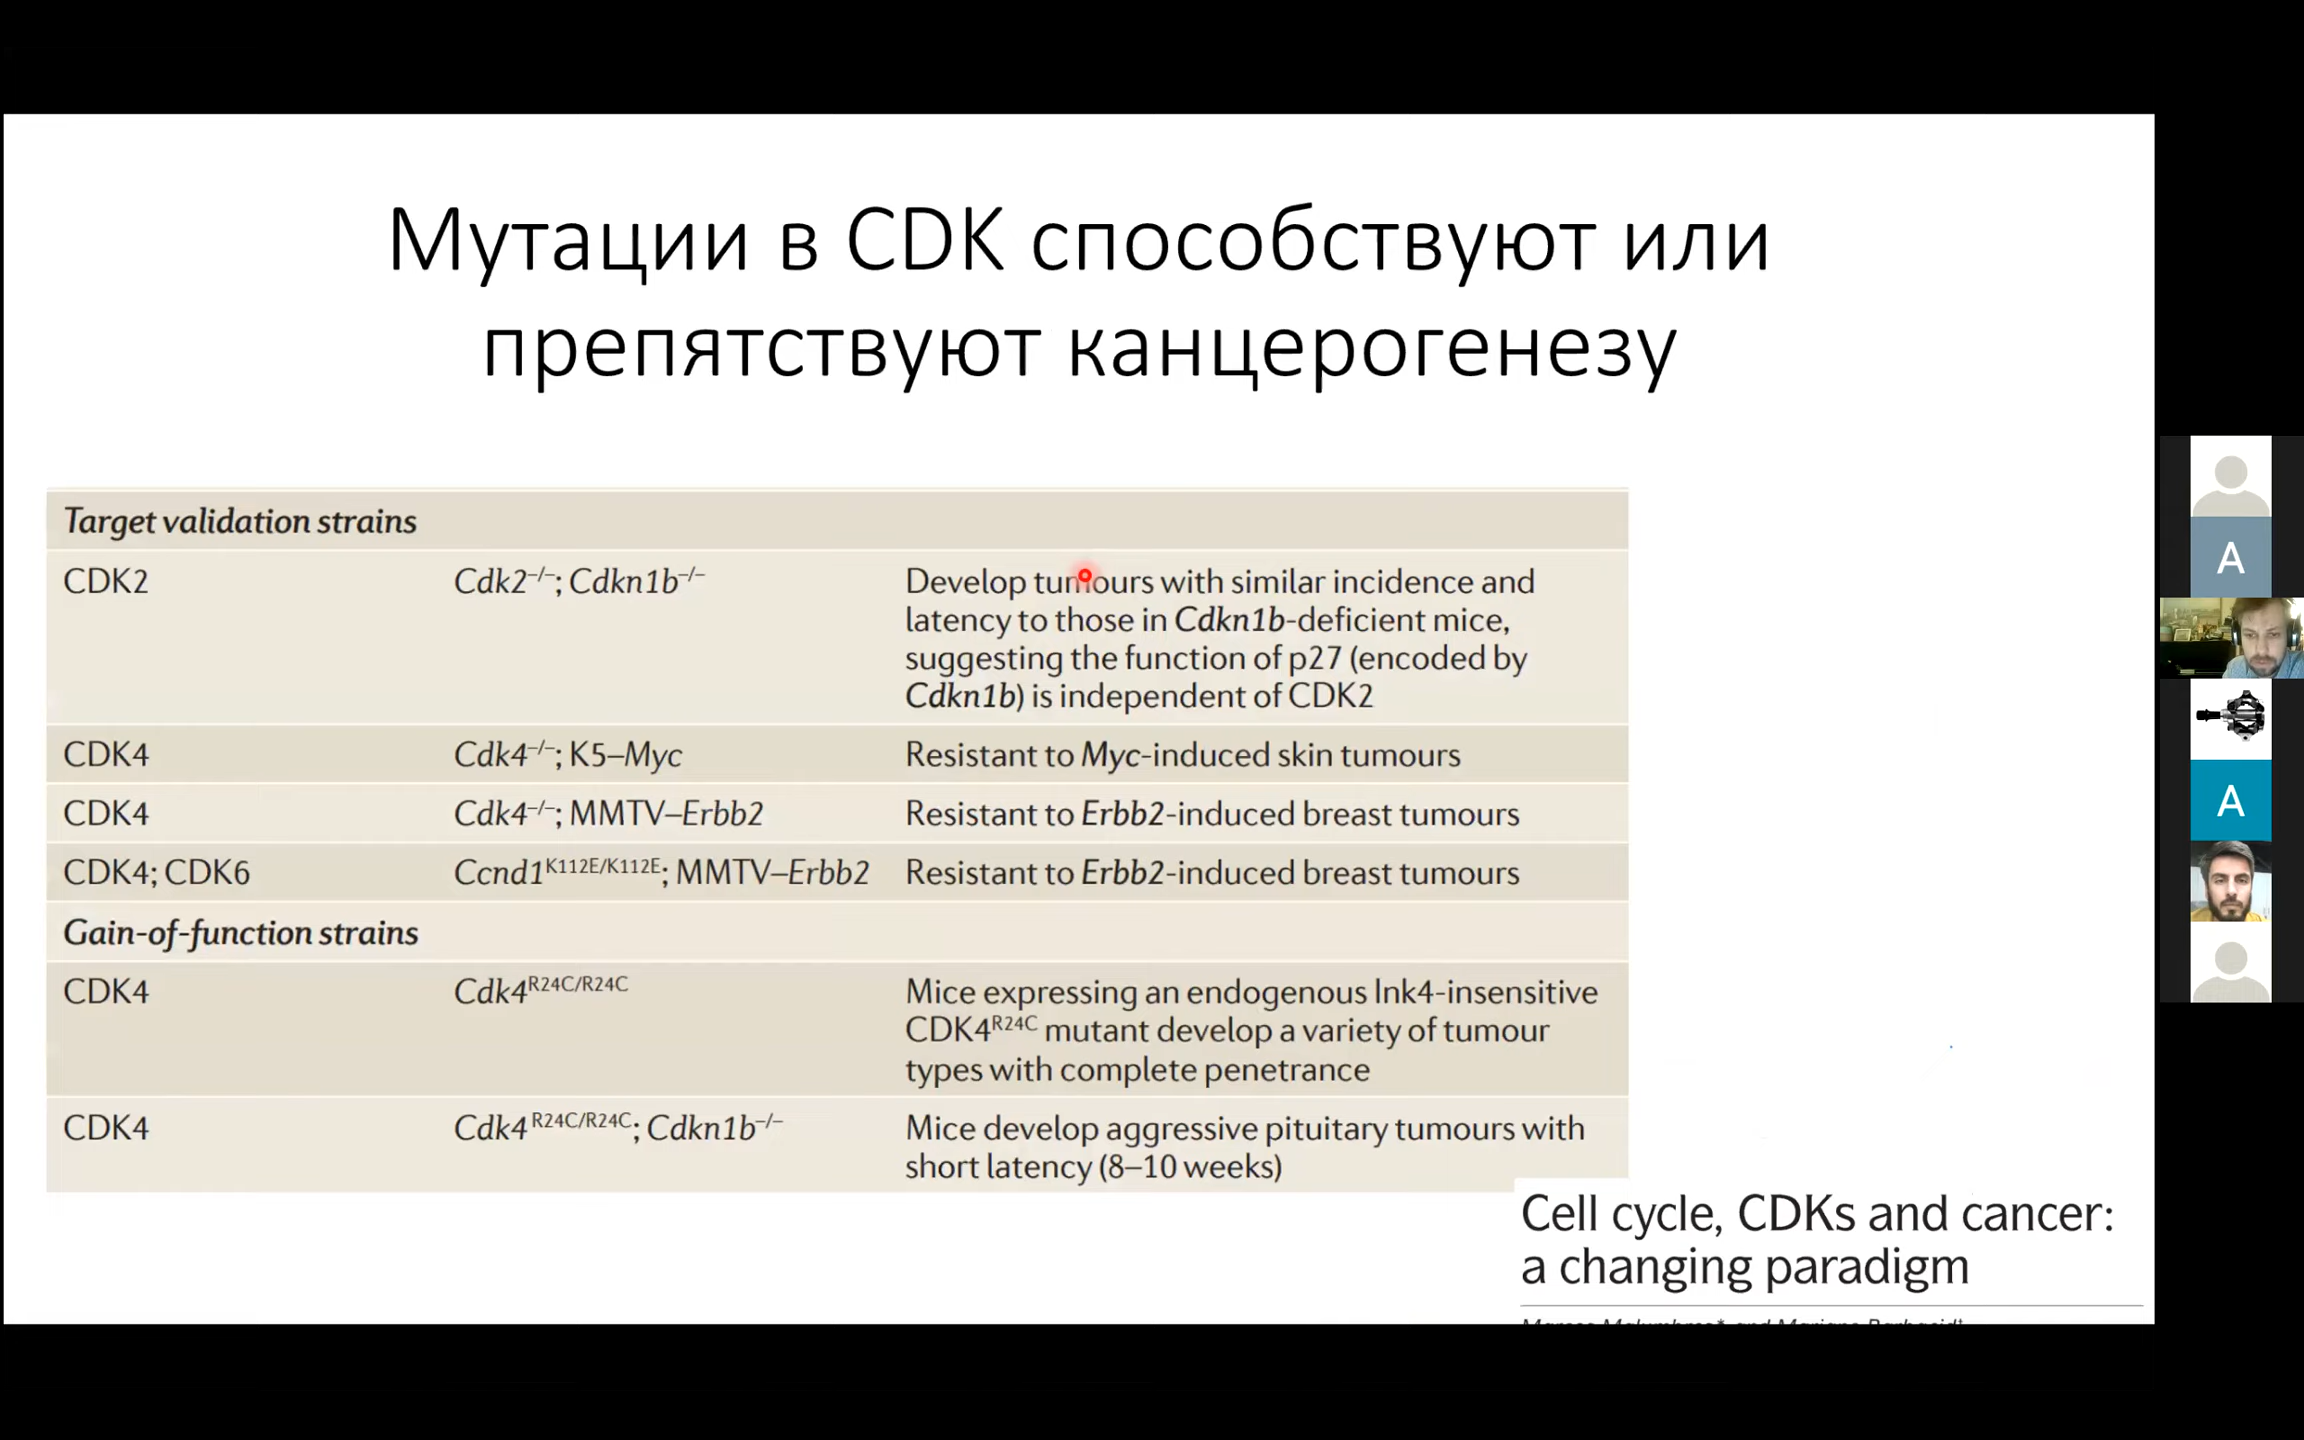 Мутации в CDK способствуют или
препятствуют канцерогенезу
Target validation strains
CDK2 Cdk2–/–; Cdkn1b–/– Develop tumours with similar incidence and
latency to those in Cdkn1b-deficient mice,
suggesting the function of p27 (encoded by
Cdkn1b) is independent of CDK2
CDK4 Cdk4–/–; K5–Myc Resistant to Myc-induced skin tumours
CDK4 Cdk4–/–; MMTV–Erbb2 Resistant to Erbb2-induced breast tumours
CDK4; CDK6 Ccnd1K112E/K112E; MMTV–Erbb2 Resistant to Erbb2-induced breast tumours
Gain-of-function strains
CDK4 Cdk4R24C/R24C Mice expressing an endogenous Ink4-insensitive
CDK4R24C mutant develop a variety of tumour
types with complete penetrance
CDK4 Cdk4R24C/R24C; Cdkn1b–/– Mice develop aggressive pituitary tumours with
short latency (8–10 weeks)
Cell cycle, CDKs and cancer:
a changing paradigm
A
A